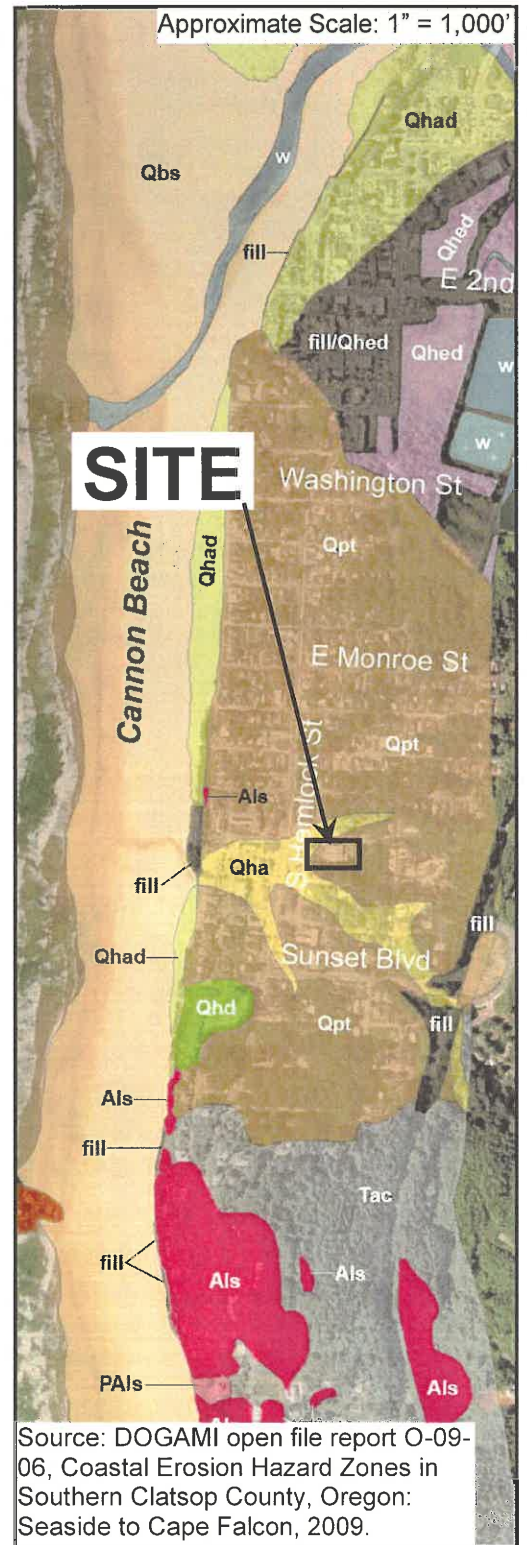 Approximate Scale: 1” = 1,000’
Qhad
Qbs
w
Qhed
fill
E 2nd
fill/Qhed
Qhed
w
w
SITE
Washington St
Qpt
Qhad
Cannon Beach
E Monroe St
Qpt
S Hemlock St
Als
Qha
fill
fill
Qhad
Sunset Blvd
Qhd
Qpt
fill
Als
fill
Tac
fill
Als
Als
PAls
Als
Source: DOGAMI open file report O-09-
06, Coastal Erosion Hazard Zones in
Southern Clatsop County, Oregon:
Seaside to Cape Falcon, 2009.